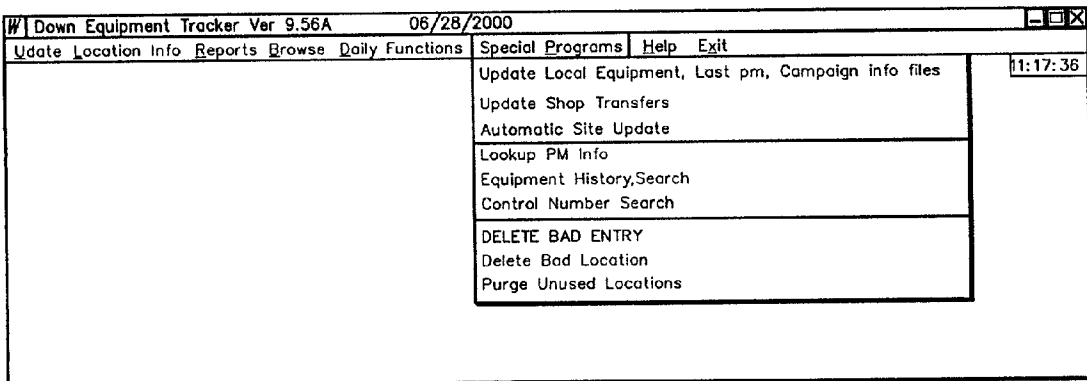 W Down Equipment Tracker Ver 9.56A 06/28/2000
Udate Location Info Reports Browse Daily Functions Special Programs Help Exit
11:17:36
Update Local Equipment, Last pm, Campaign info files
Update Shop Transfers
Automatic Site Update
Lookup PM Info
Equipment History,Search
Control Number Search
DELETE BAD ENTRY
Delete Bad Location
Purge Unused Locations